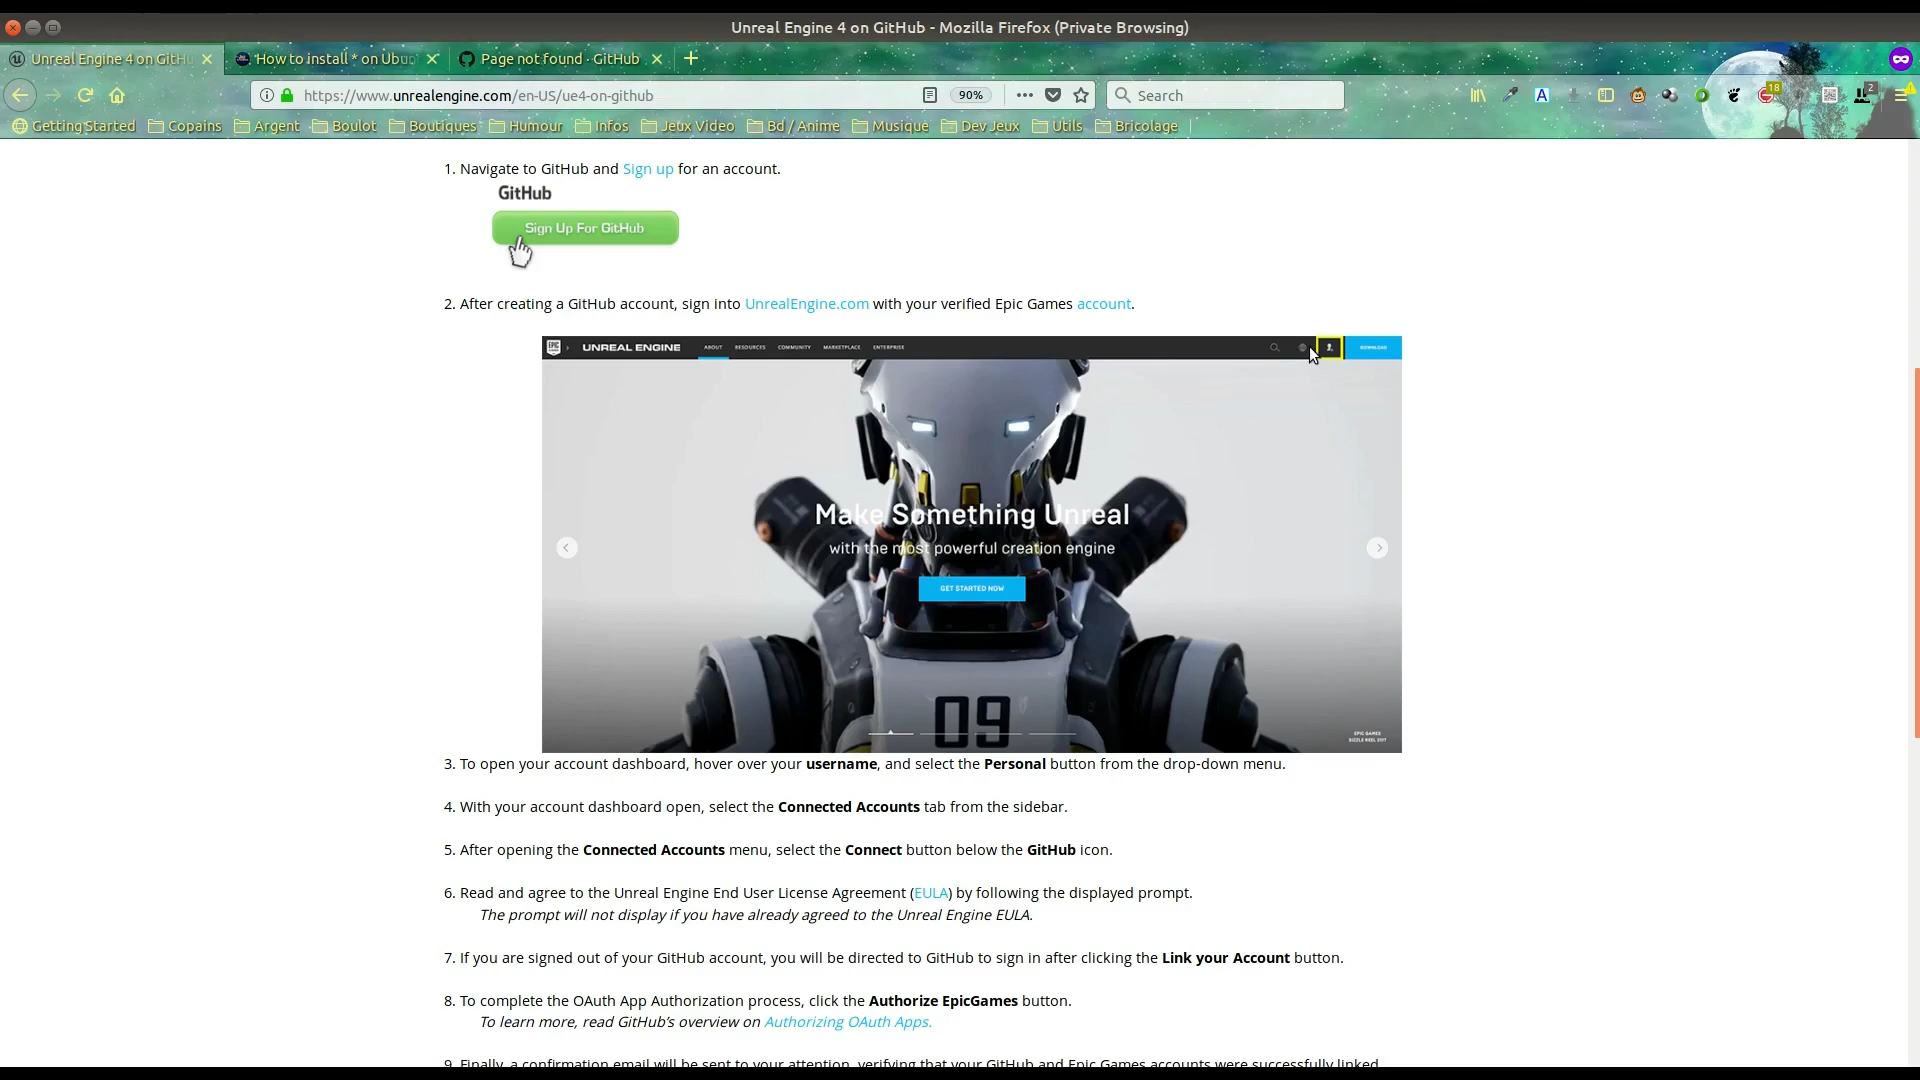 Unreal Engine 4 on GitHub - Mozilla Firefox (Private Browsing)
Unreal Engine 4 on GitHu
'How to install * on Ubun
Page not found · GitHub
https://www.unrealengine.com/en-US/ue4-on-github
90%
Search
A
18
2
Getting Started
Copains
Argent
Boulot
Boutiques
Humour
Infos
Jeux Video
Bd / Anime
Musique
Dev Jeux
Utils
Bricolage
1. Navigate to GitHub and Sign up for an account.
GitHub
Sign Up For GitHub
2. After creating a GitHub account, sign into UnrealEngine.com with your verified Epic Games account.
EPIC
UNREAL ENGINE
ABOUT
RESOURCES
COMMUNITY
MARKETPLACE
ENTERPRISE
DOWNLOAD
Make Something Unreal
with the most powerful creation engine
GET STARTED NOW
09
EPIC GAMES
SIZZLE REEL 2017
3. To open your account dashboard, hover over your username, and select the Personal button from the drop-down menu.
4. With your account dashboard open, select the Connected Accounts tab from the sidebar.
5. After opening the Connected Accounts menu, select the Connect button below the GitHub icon.
6. Read and agree to the Unreal Engine End User License Agreement (EULA) by following the displayed prompt.
The prompt will not display if you have already agreed to the Unreal Engine EULA.
7. If you are signed out of your GitHub account, you will be directed to GitHub to sign in after clicking the Link your Account button.
8. To complete the OAuth App Authorization process, click the Authorize EpicGames button.
To learn more, read GitHub's overview on Authorizing OAuth Apps.
9. Finally, a confirmation email will be sent to your attention, verifying that your GitHub and Epic Games accounts were successfully linked.